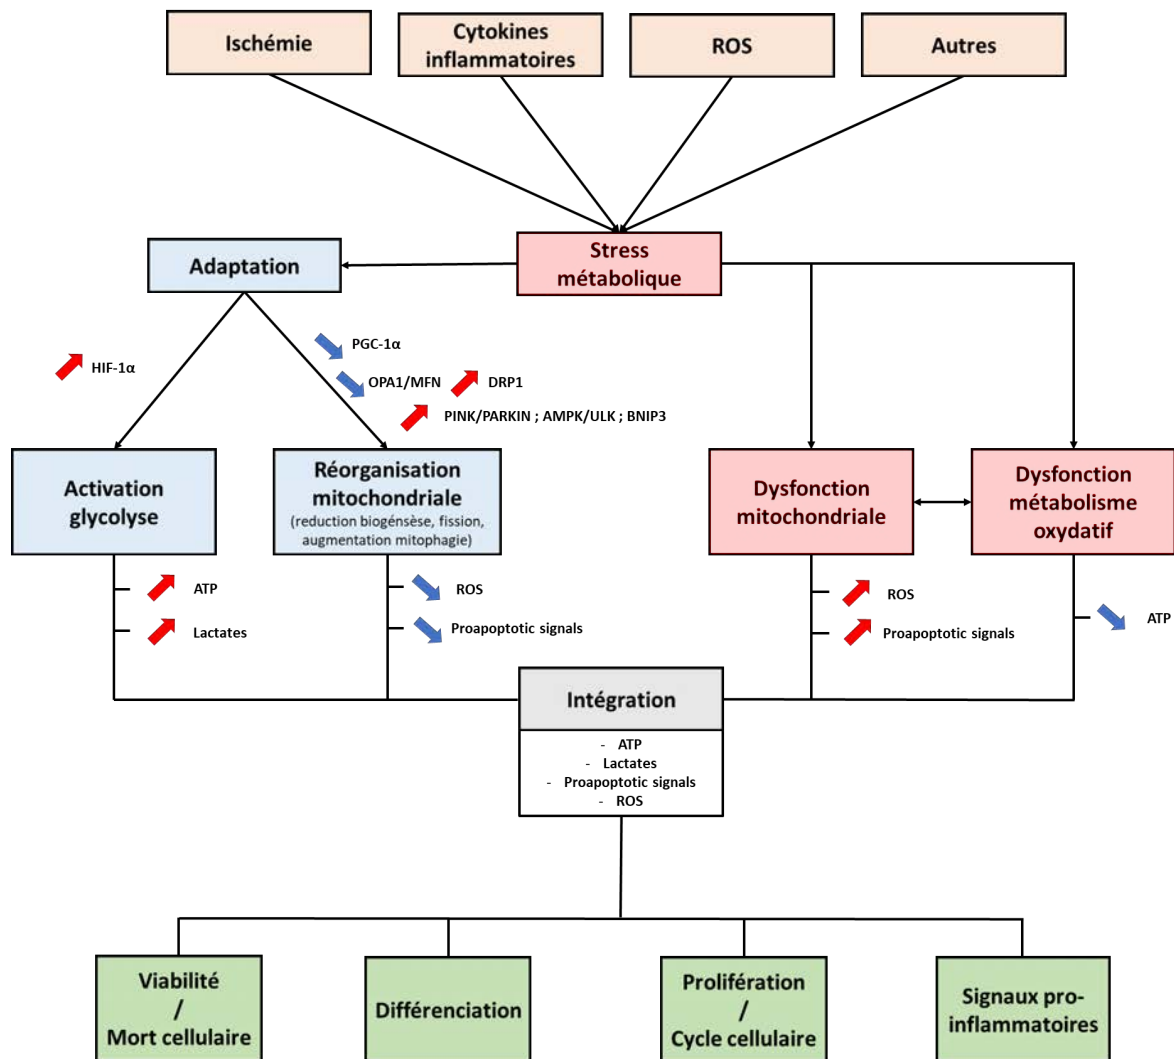 Ischémie
Cytokines
inflammatoires
ROS
Autres
Stress
métabolique
Adaptation
HIF-1α
PGC-1α
OPA1/MFN
DRP1
PINK/PARKIN ; AMPK/ULK ; BNIP3
Activation
glycolyse
Réorganisation
mitochondriale
(reduction biogénsèse, fission,
augmentation mitophagie)
Dysfonction
mitochondriale
Dysfonction
métabolisme
oxydatif
ATP
Lactates
ROS
Proapoptotic signals
ROS
Proapoptotic signals
ATP
Intégration
- ATP
- Lactates
- Proapoptotic signals
- ROS
Viabilité
/
Mort cellulaire
Différenciation
Prolifération
/
Cycle cellulaire
Signaux pro-
inflammatoires